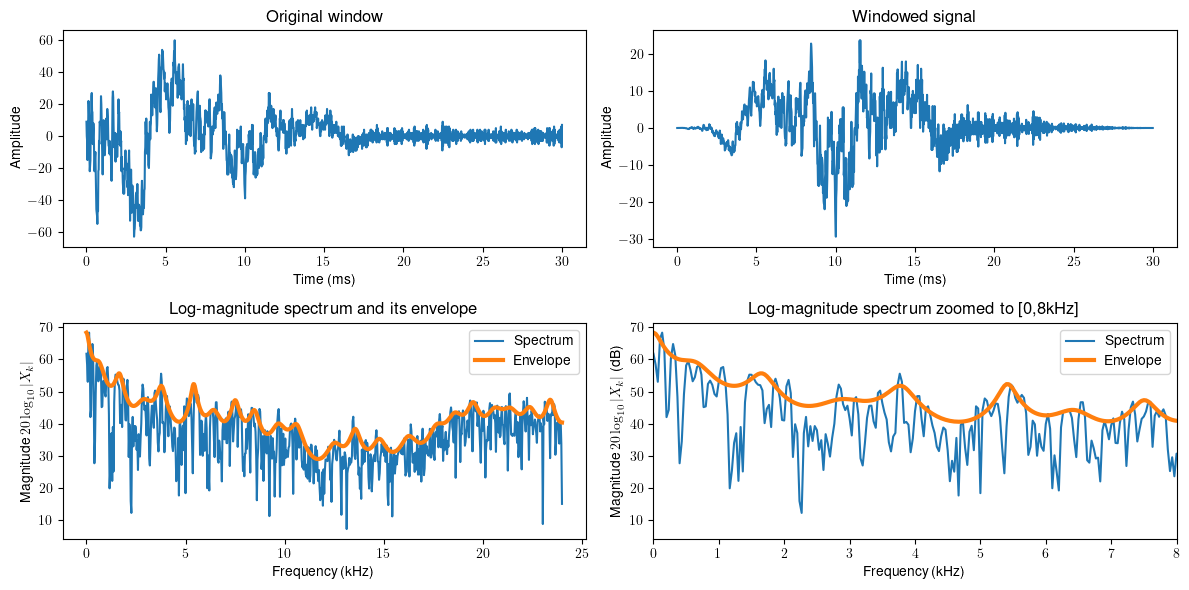 Original window
Amplitude
60
40
20
0
−20
−40
−60
0 5 10 15 20 25 30
Time (ms)
Windowed signal
Amplitude
20
10
0
−10
−20
−30
0 5 10 15 20 25 30
Time (ms)
Log-magnitude spectrum and its envelope
Magnitude 20 log₁₀ |Xₖ|
70
60
50
40
30
20
10
Spectrum
Envelope
0 5 10 15 20 25
Frequency (kHz)
Log-magnitude spectrum zoomed to [0,8kHz]
Magnitude 20 log₁₀ |Xₖ| (dB)
70
60
50
40
30
20
10
Spectrum
Envelope
0 1 2 3 4 5 6 7 8
Frequency (kHz)